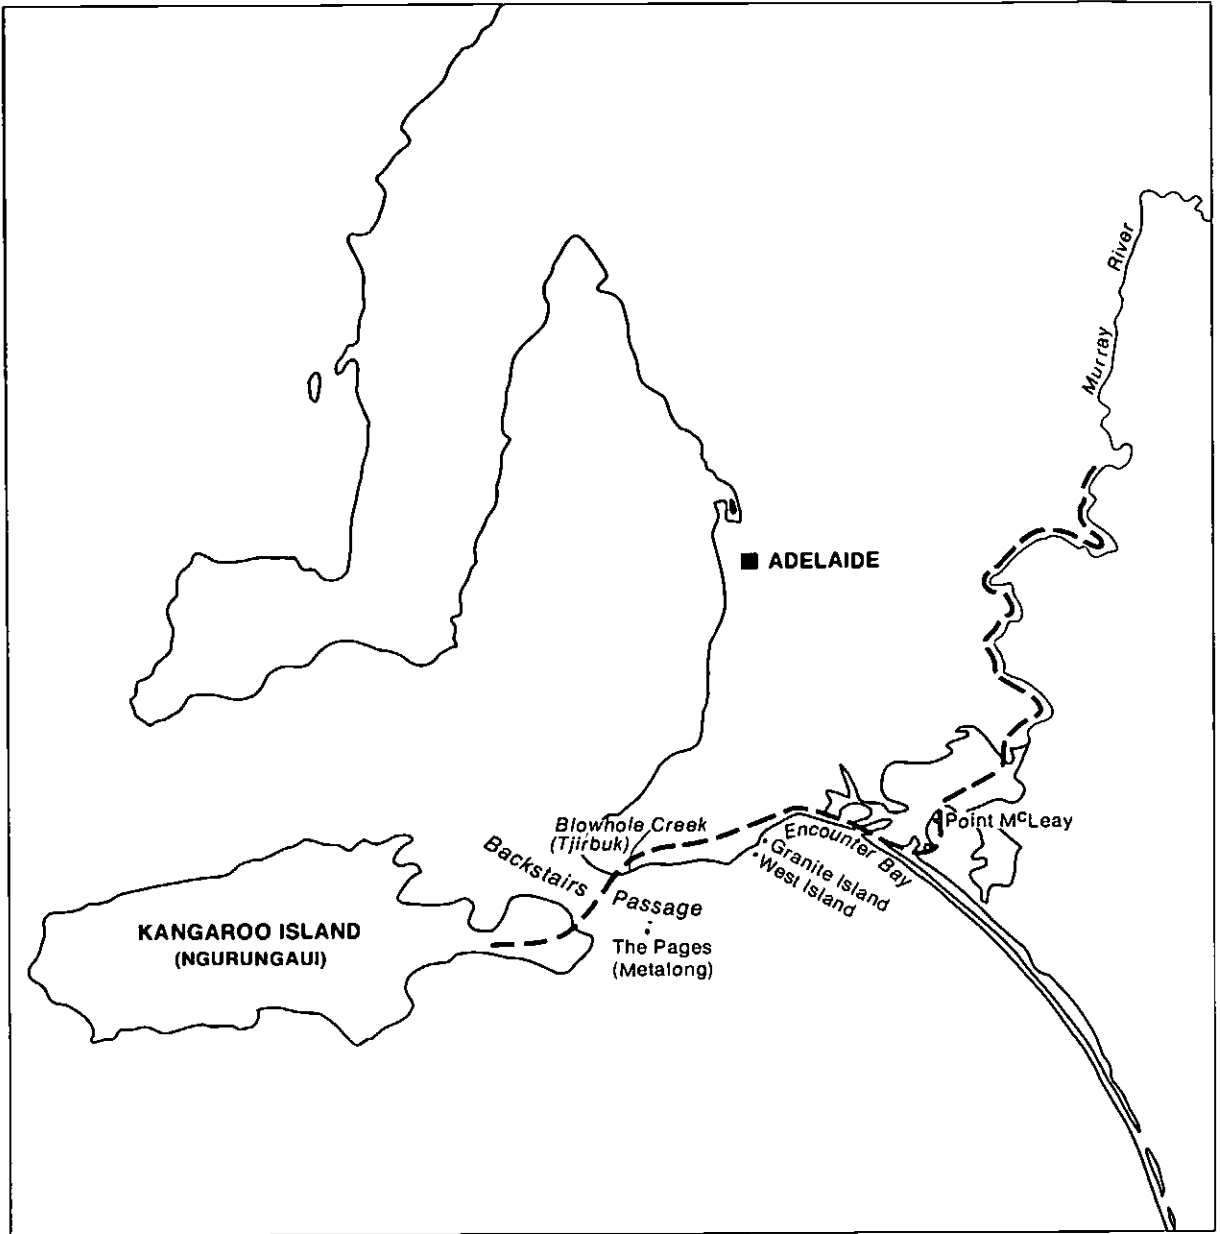 Murray River
ADELAIDE
Blowhole Creek
(Tjirbuk)
Point McLeay
Encounter Bay
Granite Island
West Island
Backstairs Passage
KANGAROO ISLAND
(NGURUNGAUI)
The Pages
(Metalong)